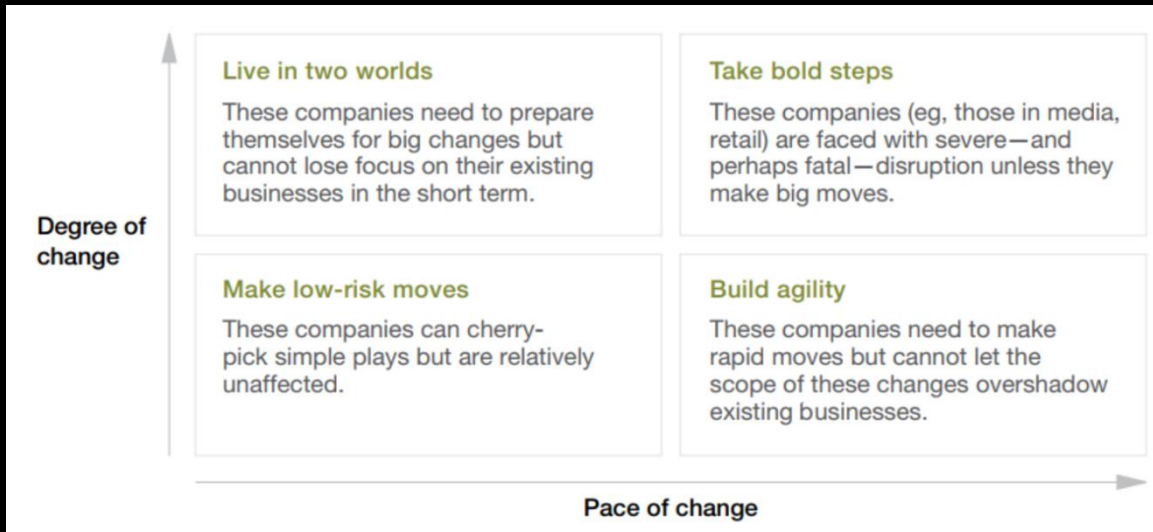 Live in two worlds
These companies need to prepare
themselves for big changes but
cannot lose focus on their existing
businesses in the short term.
Take bold steps
These companies (eg, those in media,
retail) are faced with severe—and
perhaps fatal—disruption unless they
make big moves.
Degree of
change
Make low-risk moves
These companies can cherry-
pick simple plays but are relatively
unaffected.
Build agility
These companies need to make
rapid moves but cannot let the
scope of these changes overshadow
existing businesses.
Pace of change